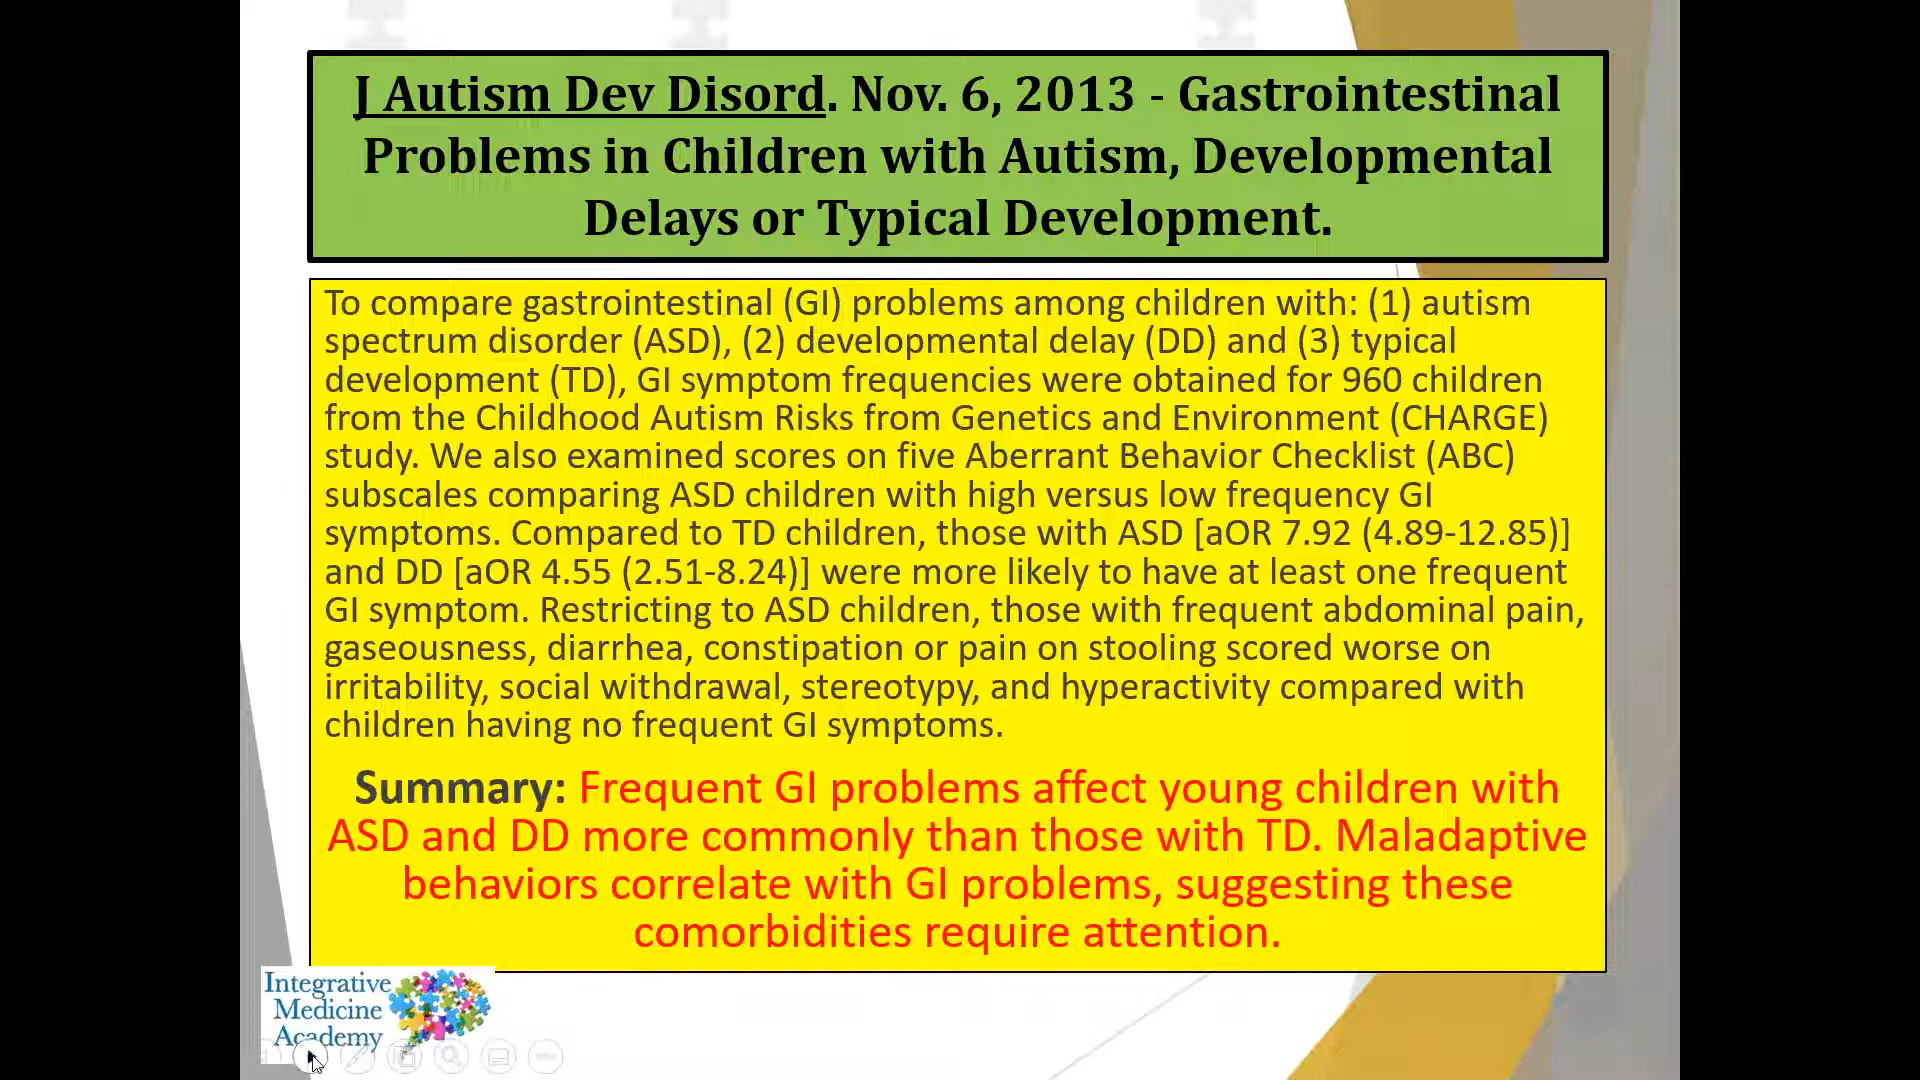 J Autism Dev Disord. Nov. 6, 2013 - Gastrointestinal
Problems in Children with Autism, Developmental
Delays or Typical Development.
To compare gastrointestinal (GI) problems among children with: (1) autism
spectrum disorder (ASD), (2) developmental delay (DD) and (3) typical
development (TD), GI symptom frequencies were obtained for 960 children
from the Childhood Autism Risks from Genetics and Environment (CHARGE)
study. We also examined scores on five Aberrant Behavior Checklist (ABC)
subscales comparing ASD children with high versus low frequency GI
symptoms. Compared to TD children, those with ASD [aOR 7.92 (4.89-12.85)]
and DD [aOR 4.55 (2.51-8.24)] were more likely to have at least one frequent
GI symptom. Restricting to ASD children, those with frequent abdominal pain,
gaseousness, diarrhea, constipation or pain on stooling scored worse on
irritability, social withdrawal, stereotypy, and hyperactivity compared with
children having no frequent GI symptoms.
Summary: Frequent GI problems affect young children with
ASD and DD more commonly than those with TD. Maladaptive
behaviors correlate with GI problems, suggesting these
comorbidities require attention.
Integrative
Medicine
Academy